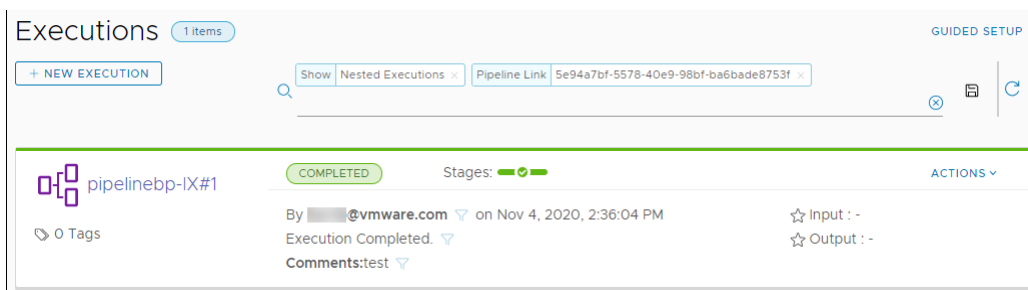 Executions 1 items GUIDED SETUP
+ NEW EXECUTION Show Nested Executions × Pipeline Link 5e94a7bf-5578-40e9-98bf-ba6bade8753f ×
pipelinebp-IX#1 COMPLETED Stages: ACTIONS
By @vmware.com on Nov 4, 2020, 2:36:04 PM Input : -
0 Tags Execution Completed. Output : -
Comments:test